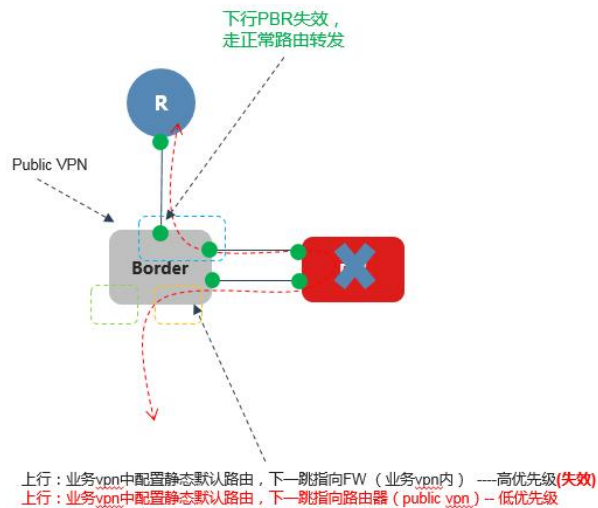 下行PBR失效，
走正常路由转发
R
Public VPN
Border
上行：业务vpn中配置静态默认路由，下一跳指向FW（业务vpn内） ----高优先级(失效)
上行：业务vpn中配置静态默认路由，下一跳指向路由器（public vpn）-- 低优先级